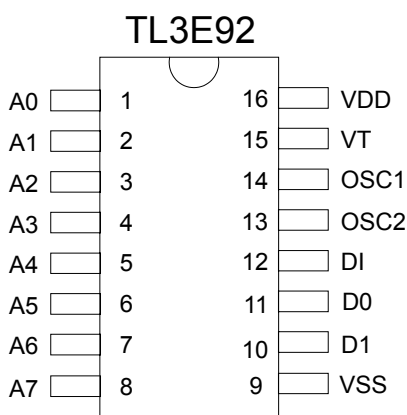 TL3E92
A0 1 16 VDD
A1 2 15 VT
A2 3 14 OSC1
A3 4 13 OSC2
A4 5 12 DI
A5 6 11 D0
A6 7 10 D1
A7 8 9 VSS